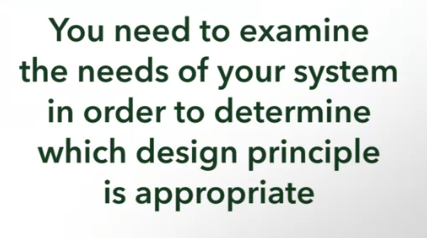 You need to examine
the needs of your system
in order to determine
which design principle
is appropriate